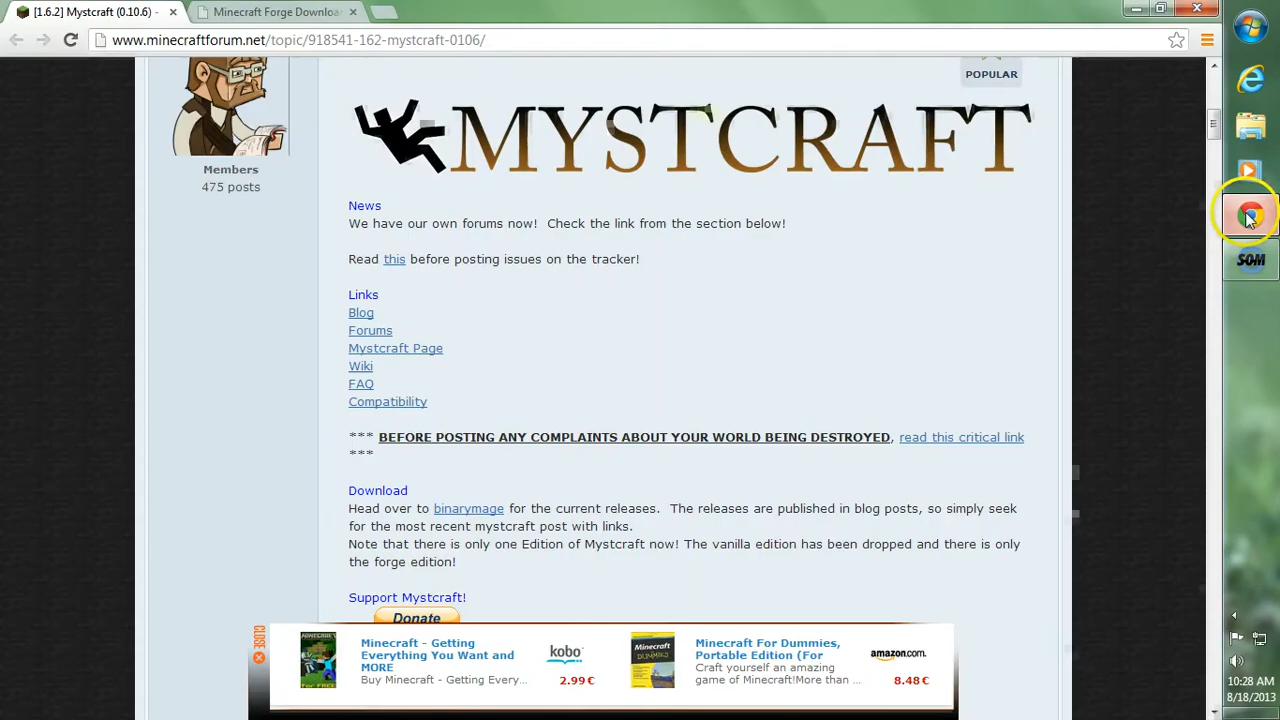 [1.6.2] Mystcraft (0.10.6) -
Minecraft Forge Downloa
www.minecraftforum.net/topic/918541-162-mystcraft-0106/
POPULAR
MYSTCRAFT
Members
475 posts
News
We have our own forums now! Check the link from the section below!
Read this before posting issues on the tracker!
Links
Blog
Forums
Mystcraft Page
Wiki
FAQ
Compatibility
*** BEFORE POSTING ANY COMPLAINTS ABOUT YOUR WORLD BEING DESTROYED, read this critical link
***
Download
Head over to binarymage for the current releases. The releases are published in blog posts, so simply seek
for the most recent mystcraft post with links.
Note that there is only one Edition of Mystcraft now! The vanilla edition has been dropped and there is only
the forge edition!
Support Mystcraft!
Donate
CLOSE
Minecraft - Getting
Everything You Want and
MORE
Buy Minecraft - Getting Every...
kobo
2.99 €
Minecraft For Dummies,
Portable Edition (For
Craft yourself an amazing
game of Minecraft!More than ...
amazon.com.
8.48 €
SOM
10:28 AM
8/18/2013